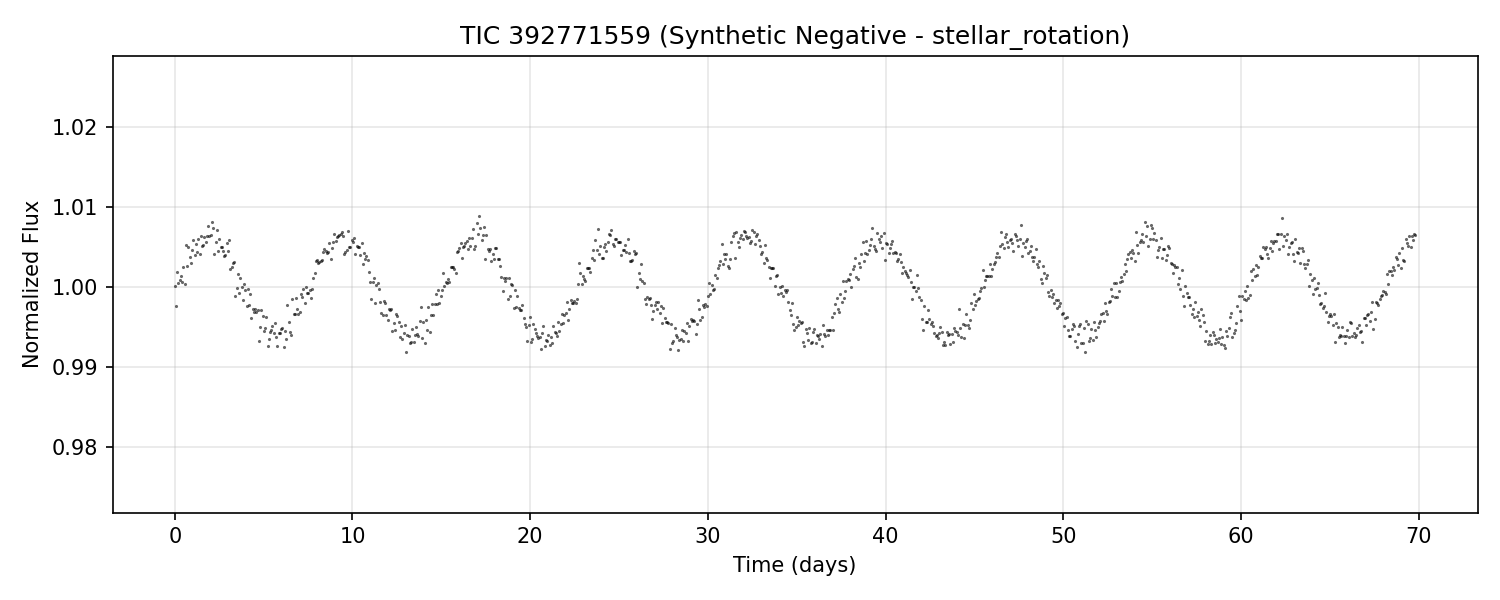 TIC 392771559 (Synthetic Negative - stellar_rotation)
Normalized Flux
1.02
1.01
1.00
0.99
0.98
0 10 20 30 40 50 60 70
Time (days)